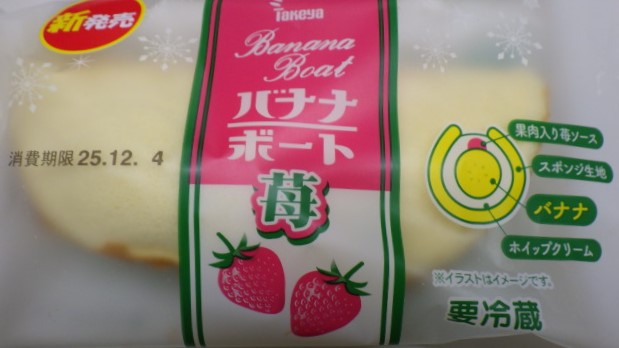 新発売
Takeya
Banana
Boat
バナナ
ボート
苺
消費期限 25.12. 4
果肉入り苺ソース
スポンジ生地
バナナ
ホイップクリーム
※イラストはイメージです。
要冷蔵